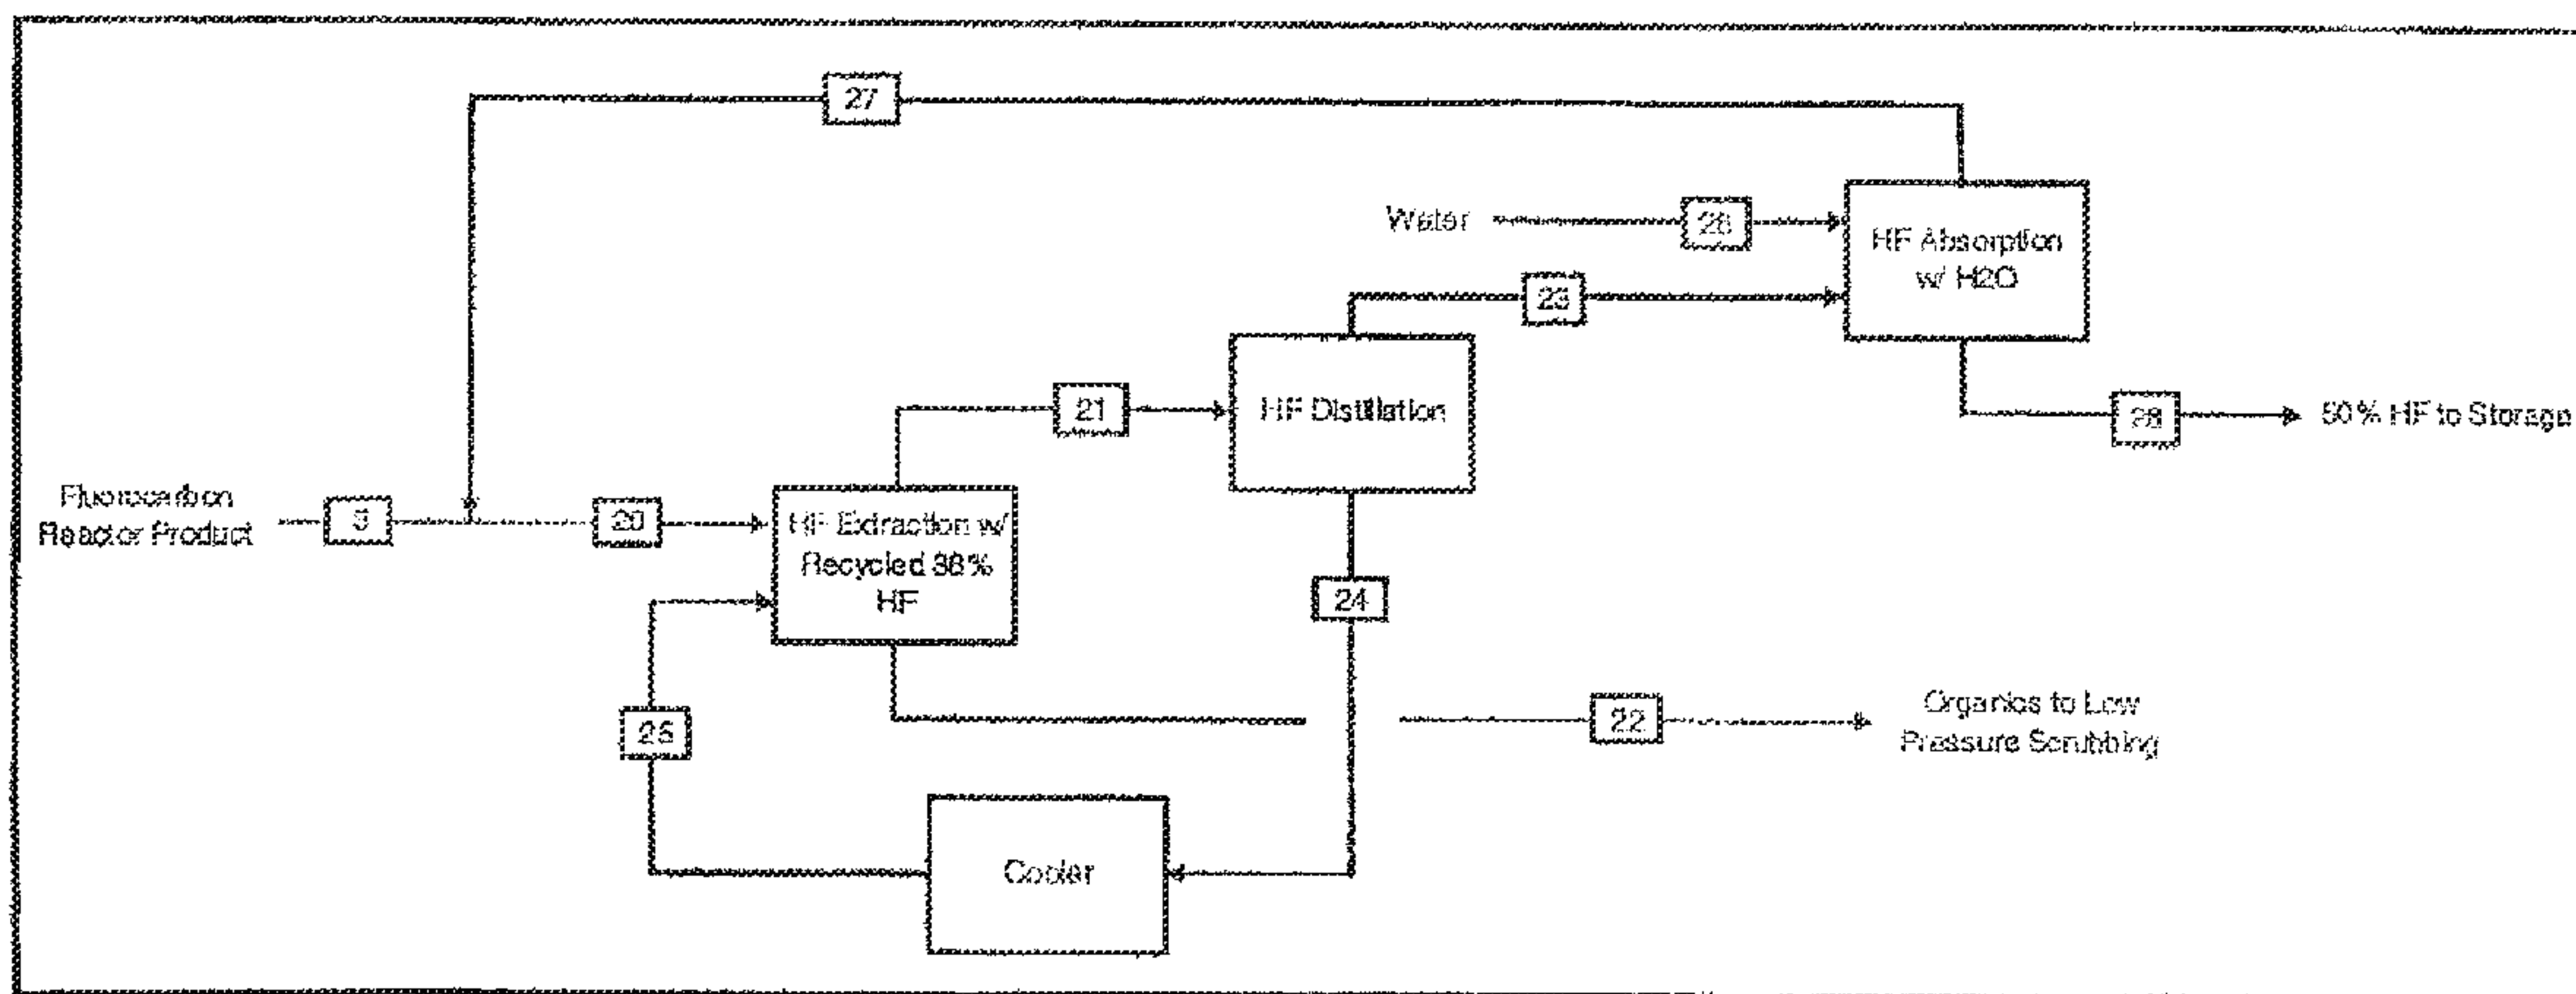 27
Water
26
HF Absorption
w/ H2O
23
21
HF Distillation
28
50% HF to Storage
Fluorocarbon
Reactor Product
20
HF Extraction w/
Recycled 38%
HF
24
25
22
Organics to Low
Pressure Scrubbing
Cooler